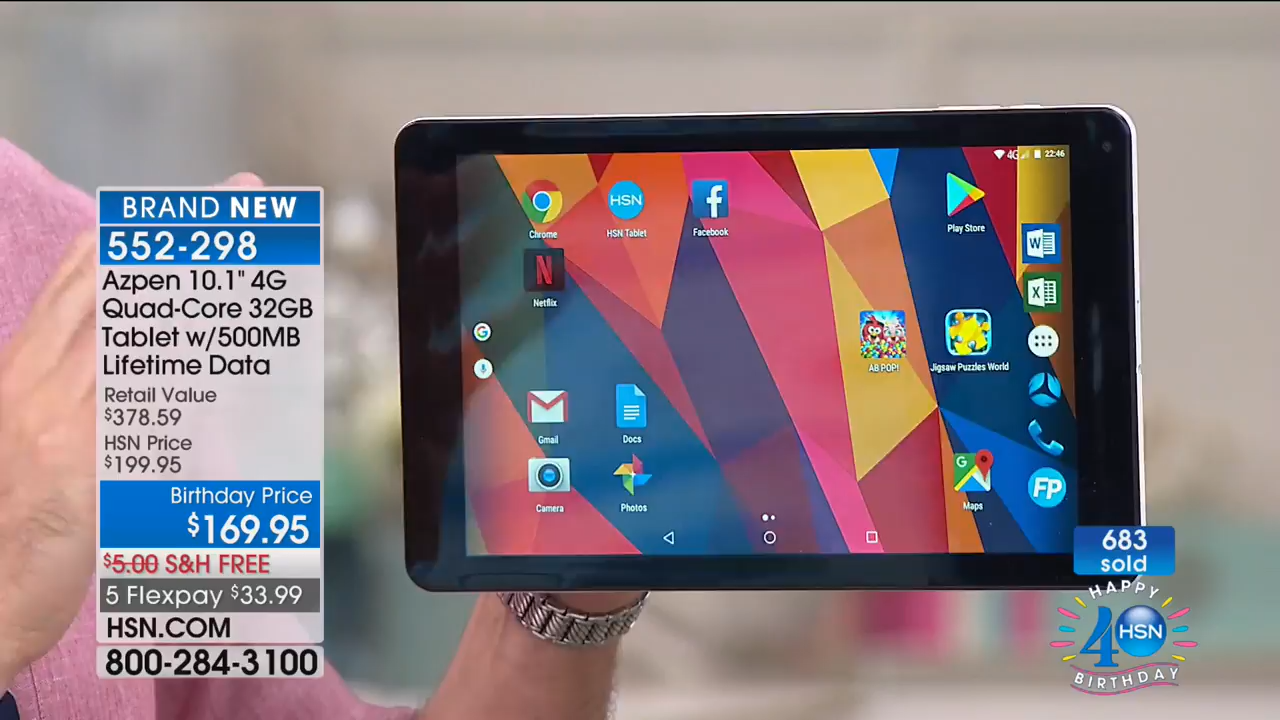 BRAND NEW
552-298
Azpen 10.1" 4G
Quad-Core 32GB
Tablet w/500MB
Lifetime Data
Retail Value
$378.59
HSN Price
$199.95
Birthday Price
$169.95
$5.00 S&H FREE
5 Flexpay $33.99
HSN.COM
800-284-3100
4G 22:46
HSN
f
Chrome
HSN Tablet
Facebook
Play Store
W
N
X
Netflix
G
AB POP!
Jigsaw Puzzles World
Gmail
Docs
G
FP
Camera
Photos
Maps
683
sold
HAPPY
40
HSN
BIRTHDAY